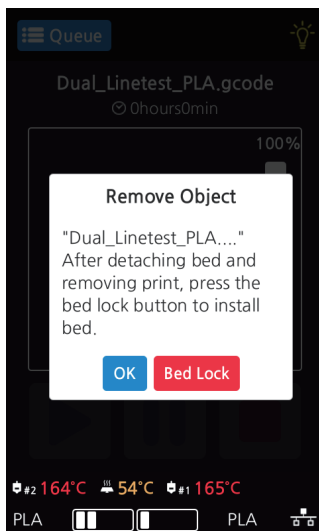 Queue
Dual_Linetest_PLA.gcode
0hours0min
100%
Remove Object
"Dual_Linetest_PLA...."
After detaching bed and
removing print, press the
bed lock button to install
bed.
OK Bed Lock
#2 164°C 54°C #1 165°C
PLA PLA